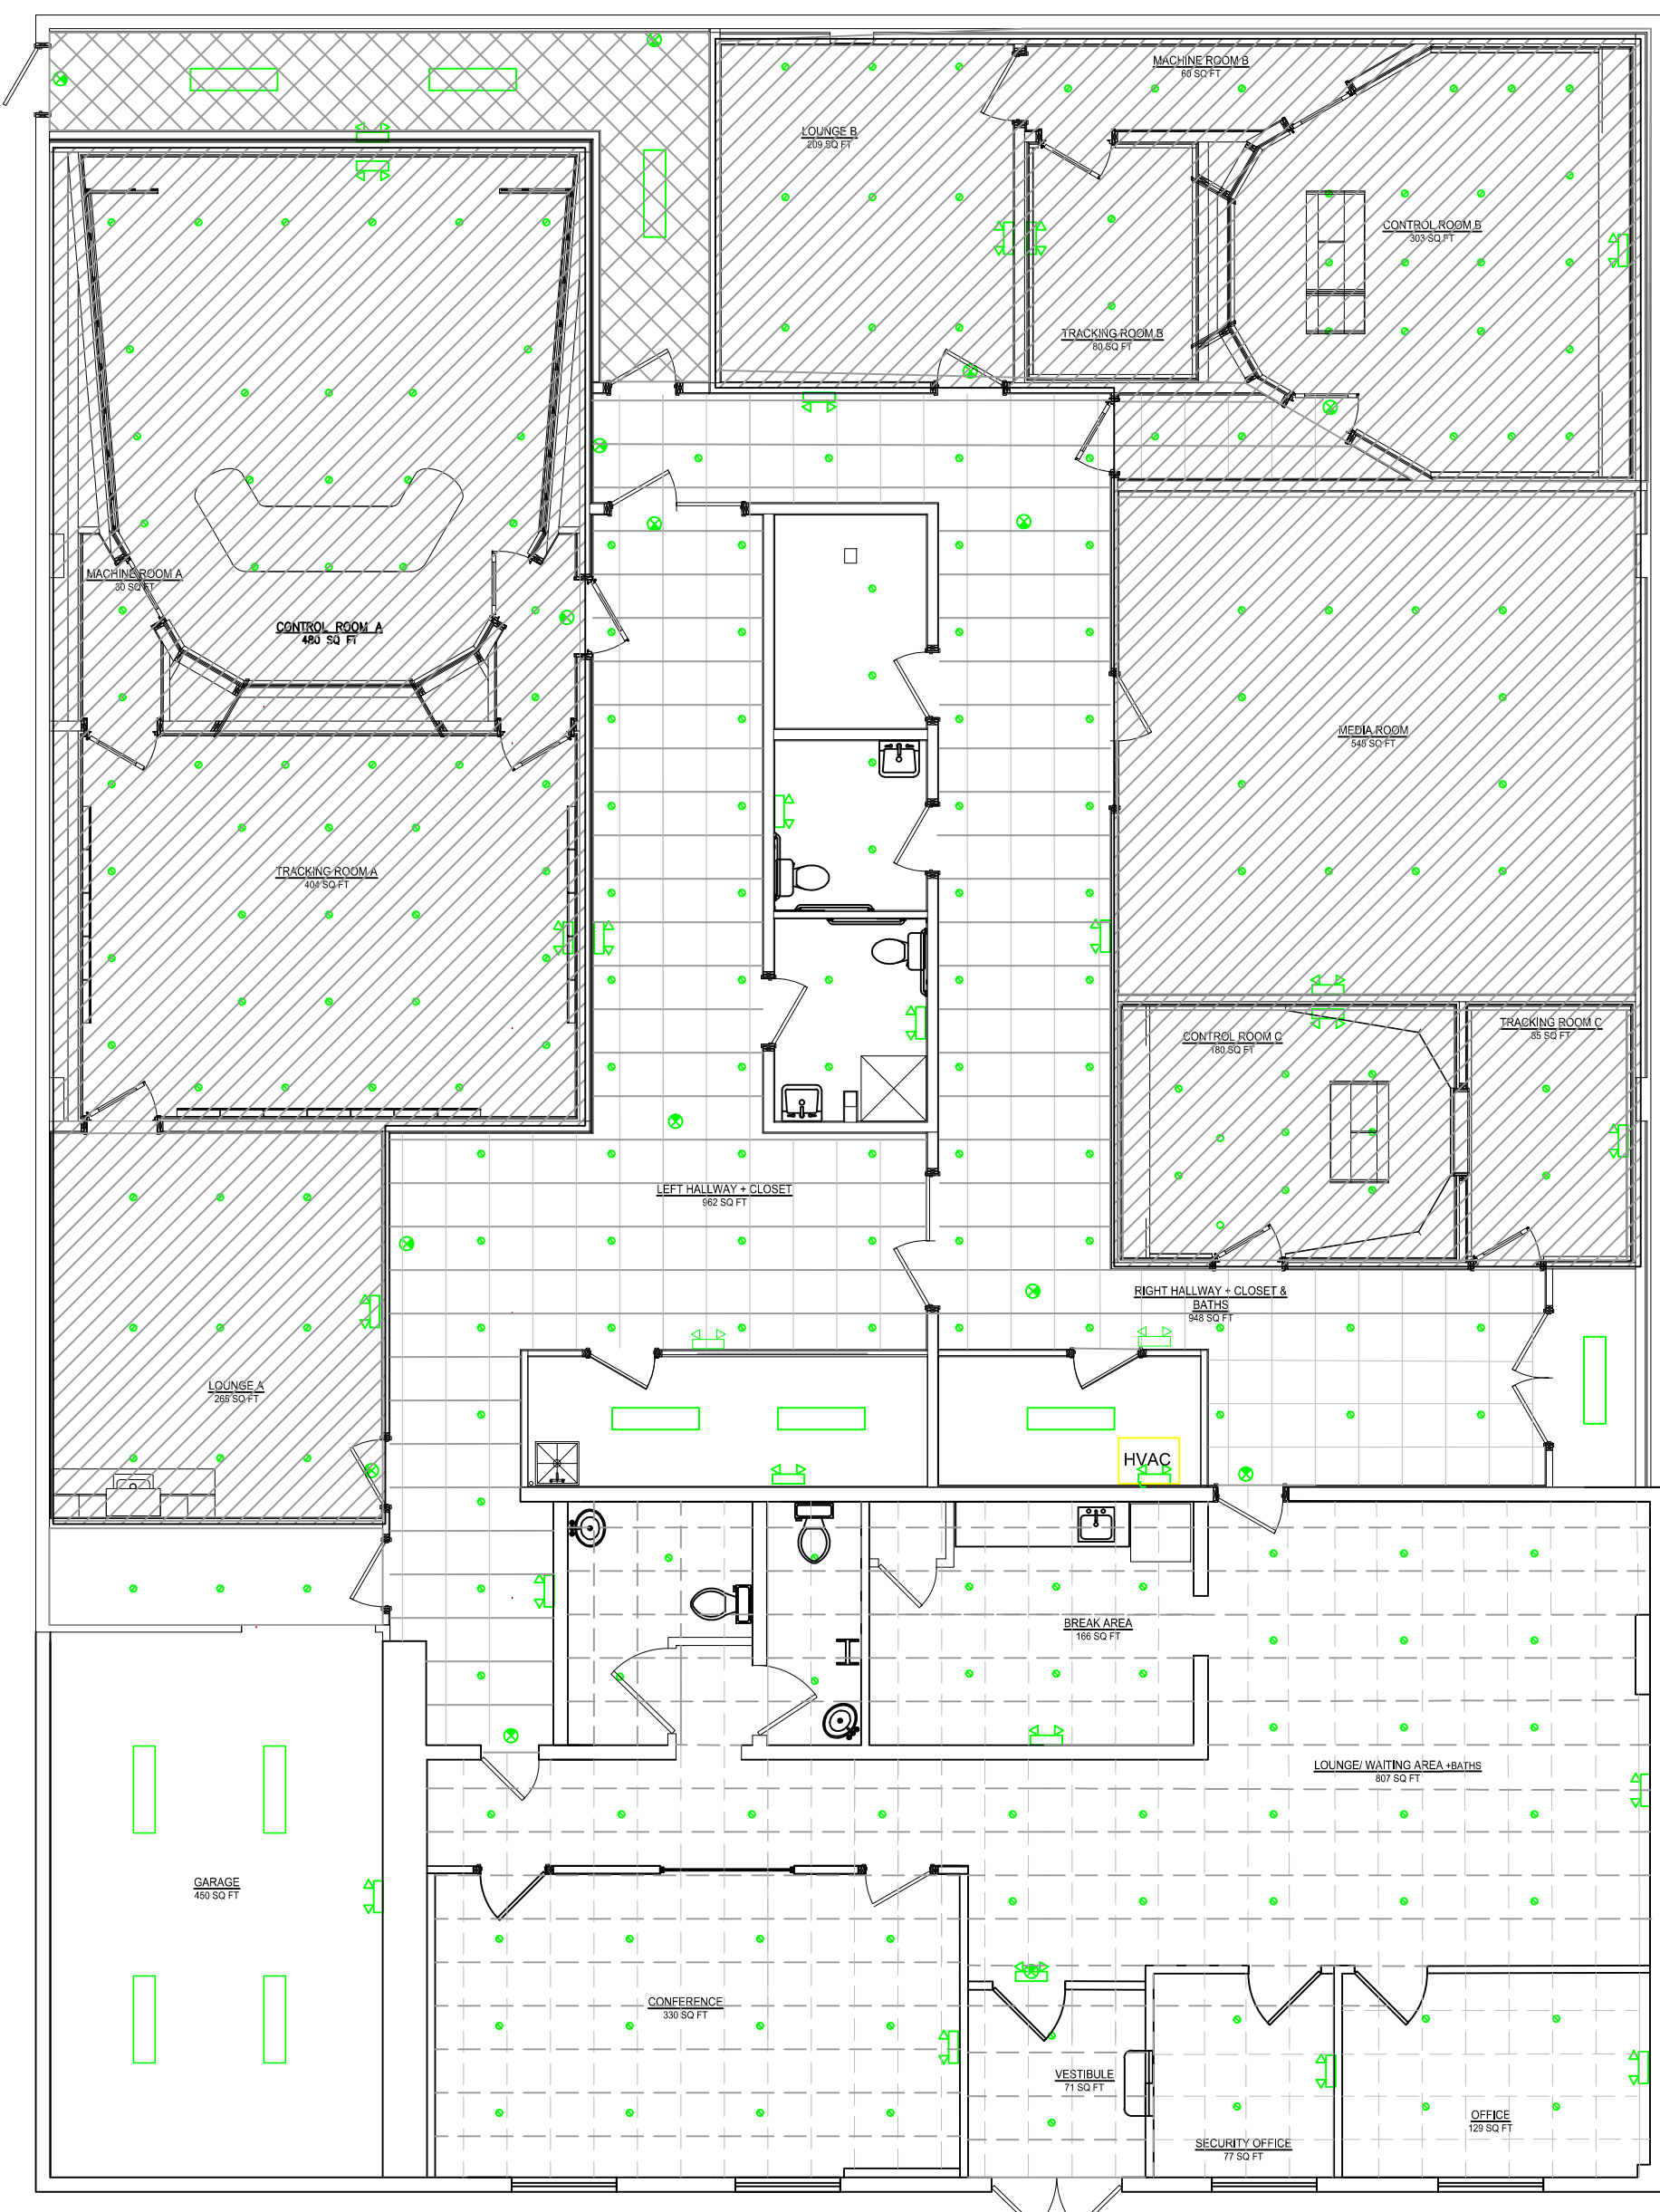 MACHINE ROOM B
60 SQ FT
LOUNGE B
209 SQ FT
CONTROL ROOM B
303 SQ FT
TRACKING ROOM B
80 SQ FT
MACHINE ROOM A
30 SQ FT
CONTROL ROOM A
480 SQ FT
MEDIA ROOM
545 SQ FT
TRACKING ROOM A
404 SQ FT
CONTROL ROOM C
180 SQ FT
TRACKING ROOM C
85 SQ FT
LEFT HALLWAY + CLOSET
962 SQ FT
RIGHT HALLWAY + CLOSET &
BATHS
948 SQ FT
LOUNGE A
265 SQ FT
HVAC
BREAK AREA
166 SQ FT
LOUNGE/ WAITING AREA +BATHS
807 SQ FT
GARAGE
450 SQ FT
CONFERENCE
330 SQ FT
VESTIBULE
71 SQ FT
SECURITY OFFICE
77 SQ FT
OFFICE
129 SQ FT